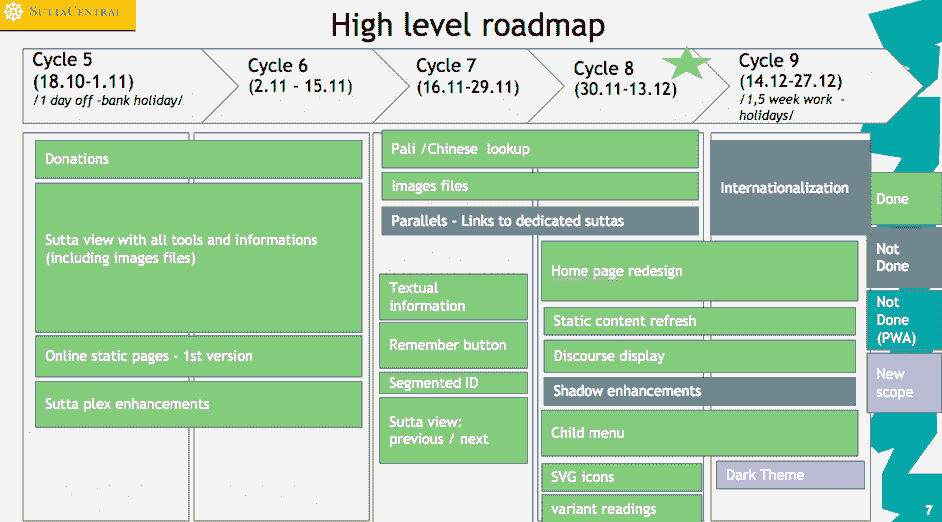 SUTTACENTRAL
High level roadmap
Cycle 5
(18.10-1.11)
/1 day off -bank holiday/
Cycle 6
(2.11 - 15.11)
Cycle 7
(16.11-29.11)
Cycle 8
(30.11-13.12)
Cycle 9
(14.12-27.12)
/1,5 week work -
holidays/
Donations
Sutta view with all tools and informations
(including images files)
Online static pages - 1st version
Sutta plex enhancements
Pali /Chinese lookup
Images files
Parallels - Links to dedicated suttas
Textual
information
Remember button
Segmented ID
Sutta view:
previous / next
Home page redesign
Static content refresh
Discourse display
Shadow enhancements
Child menu
SVG icons
variant readings
Internationalization
Dark Theme
Done
Not
Done
Not
Done
(PWA)
New
scope
7